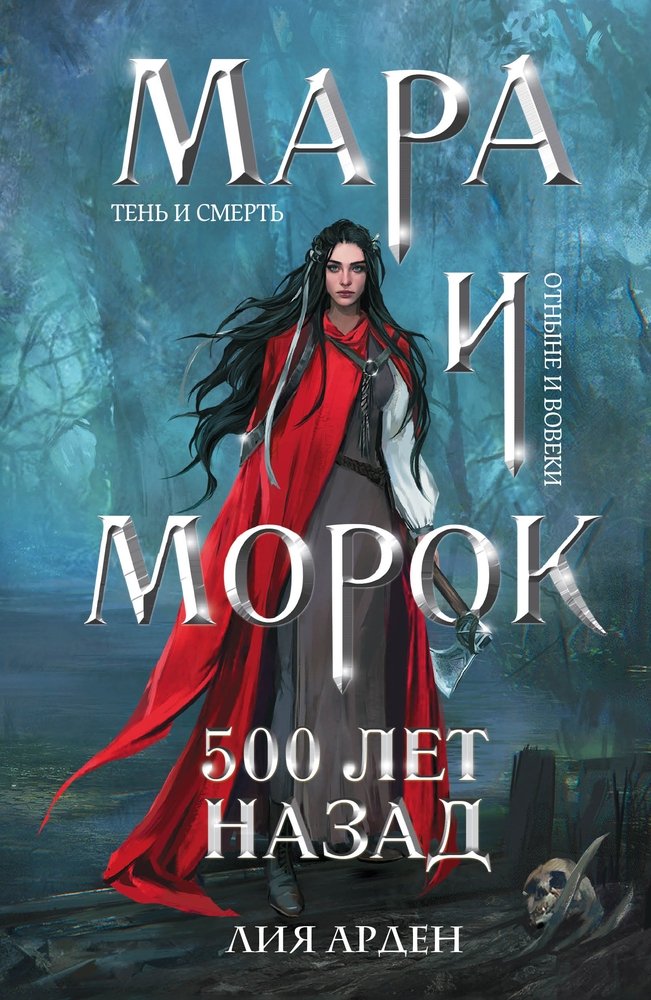 МАРА
ТЕНЬ И СМЕРТЬ
И
ОТНЫНЕ И ВОВЕКИ
МОРОК
500 ЛЕТ
НАЗАД
ЛИЯ АРДЕН